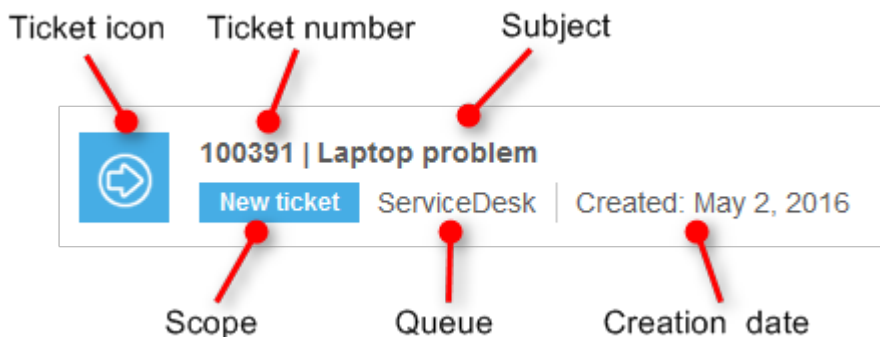 Ticket icon Ticket number Subject
100391 | Laptop problem
New ticket ServiceDesk Created: May 2, 2016
Scope Queue Creation date